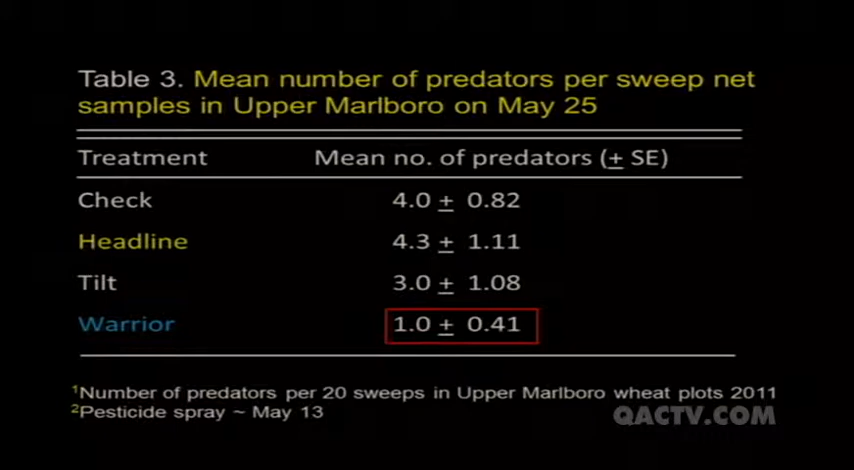 Table 3. Mean number of predators per sweep net
samples in Upper Marlboro on May 25
Treatment Mean no. of predators (± SE)
Check 4.0 ± 0.82
Headline 4.3 ± 1.11
Tilt 3.0 ± 1.08
Warrior 1.0 ± 0.41
¹Number of predators per 20 sweeps in Upper Marlboro wheat plots 2011
²Pesticide spray ~ May 13
QACTV.COM